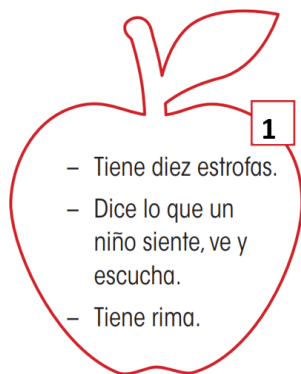 1
– Tiene diez estrofas.
– Dice lo que un
niño siente, ve y
escucha.
– Tiene rima.